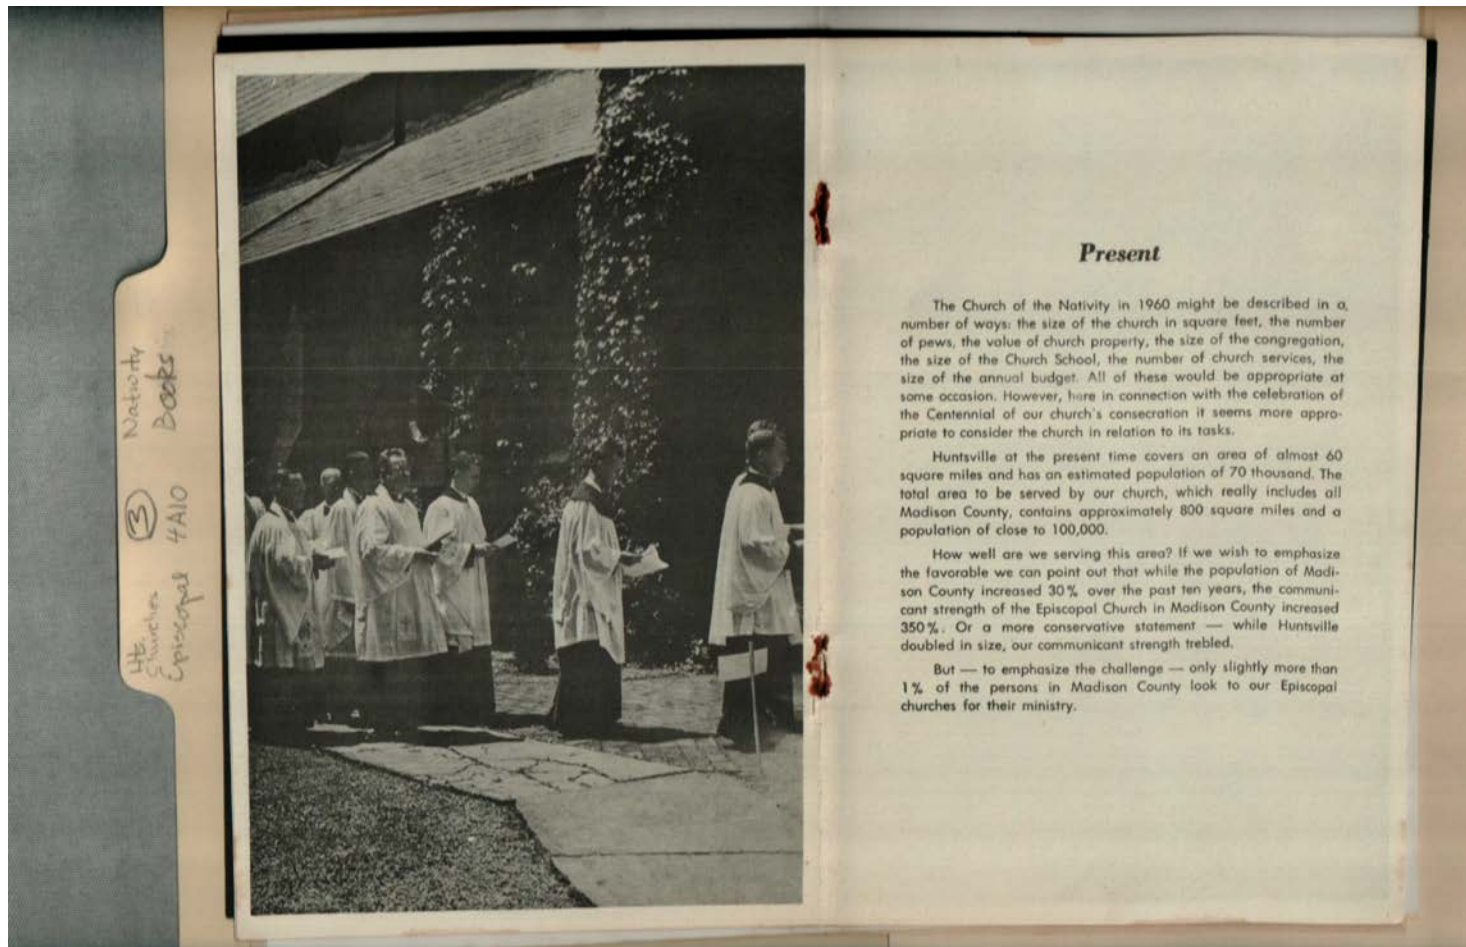 Hte.
Churches
Episcopal 4A10
3
Nativity
Books
Present
The Church of the Nativity in 1960 might be described in a,
number of ways: the size of the church in square feet, the number
of pews, the value of church property, the size of the congregation,
the size of the Church School, the number of church services, the
size of the annual budget. All of these would be appropriate at
some occasion. However, here in connection with the celebration of
the Centennial of our church's consecration it seems more appro-
priate to consider the church in relation to its tasks.
Huntsville at the present time covers an area of almost 60
square miles and has an estimated population of 70 thousand. The
total area to be served by our church, which really includes all
Madison County, contains approximately 800 square miles and a
population of close to 100,000.
How well are we serving this area? If we wish to emphasize
the favorable we can point out that while the population of Madi-
son County increased 30% over the past ten years, the communi-
cant strength of the Episcopal Church in Madison County increased
350%. Or a more conservative statement — while Huntsville
doubled in size, our communicant strength trebled.
But — to emphasize the challenge — only slightly more than
1% of the persons in Madison County look to our Episcopal
churches for their ministry.